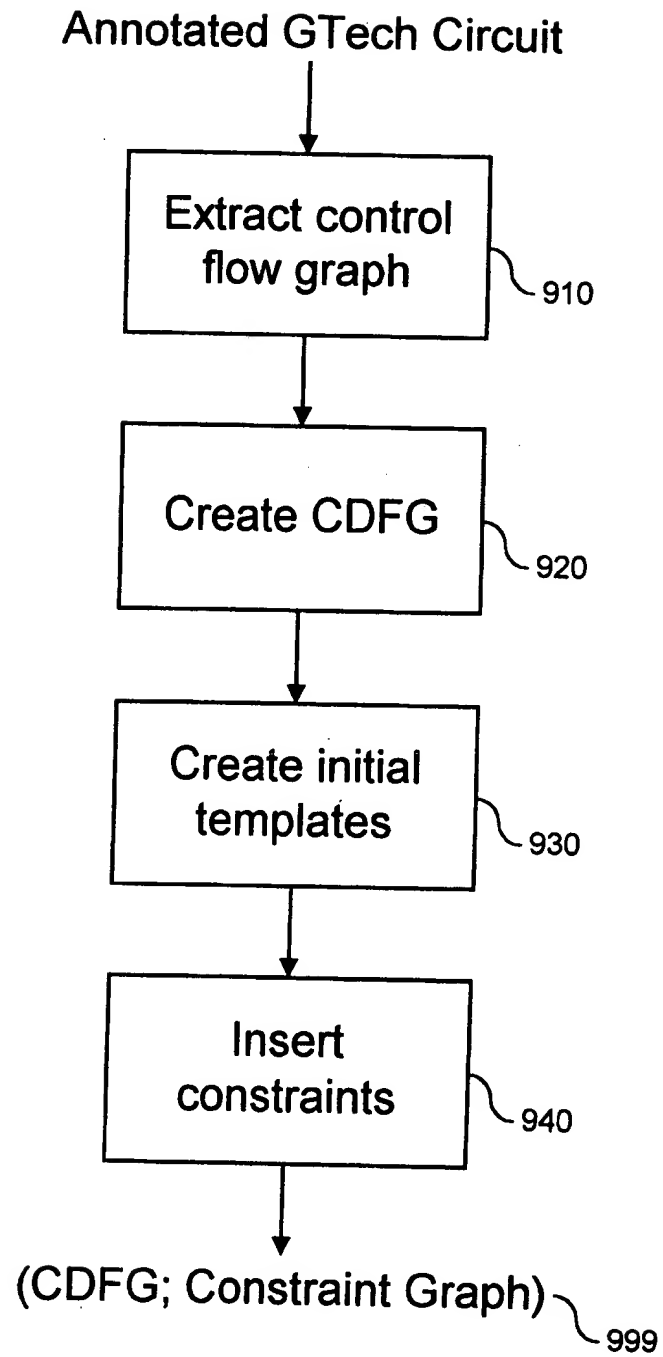 Annotated GTech Circuit
Extract control
flow graph
910
Create CDFG
920
Create initial
templates
930
Insert
constraints
940
(CDFG; Constraint Graph)
999